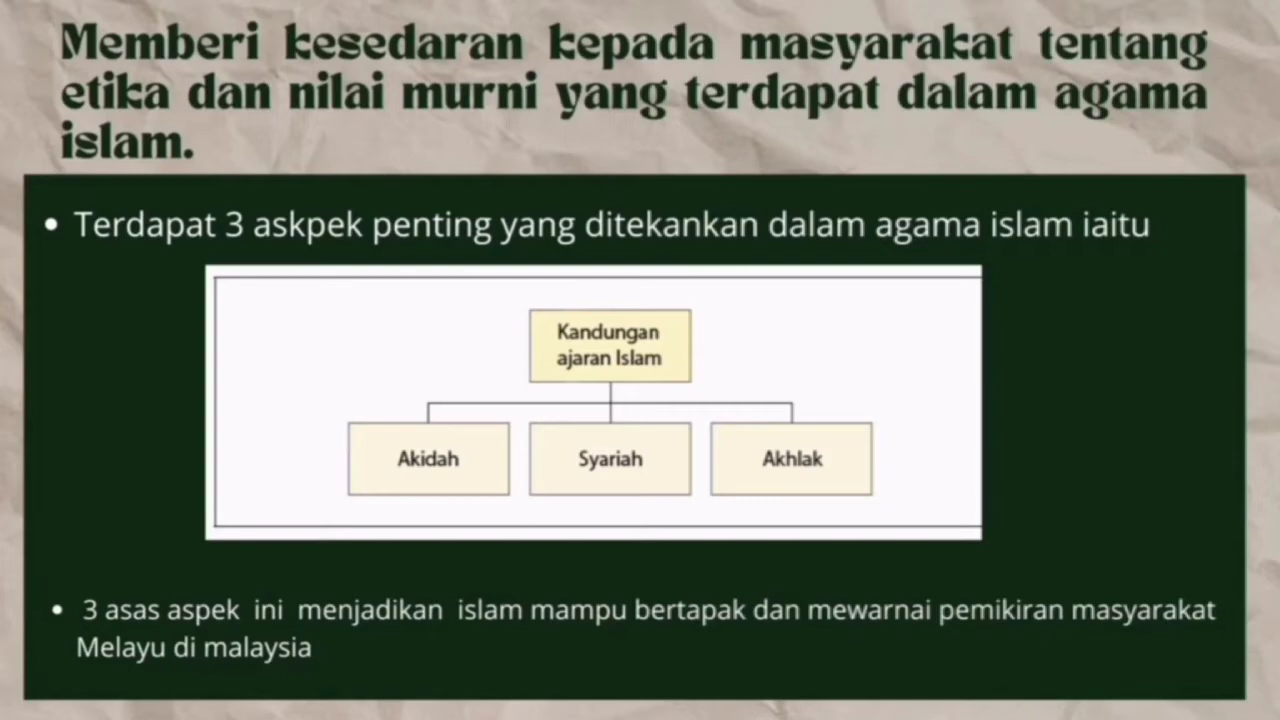 Memberi kesedaran kepada masyarakat tentang
etika dan nilai murni yang terdapat dalam agama
islam.
• Terdapat 3 askpek penting yang ditekankan dalam agama islam iaitu
Kandungan
ajaran Islam
Akidah
Syariah
Akhlak
• 3 asas aspek ini menjadikan islam mampu bertapak dan mewarnai pemikiran masyarakat
Melayu di malaysia